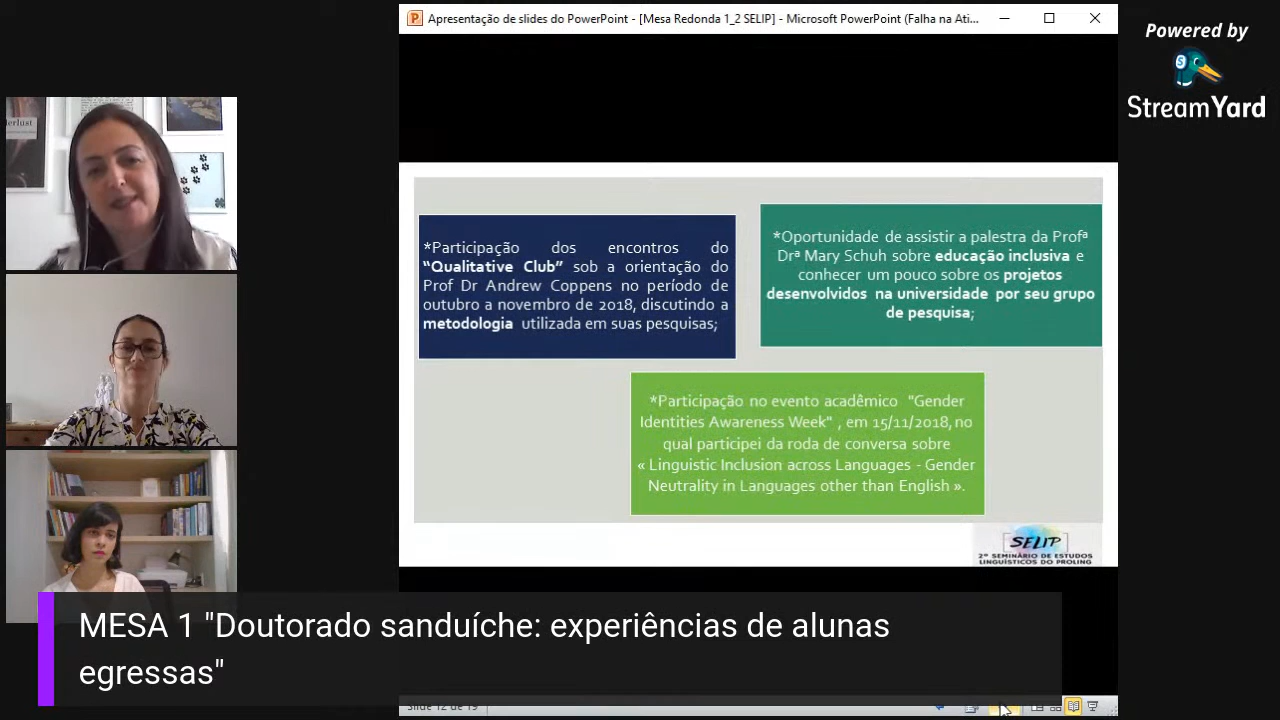 Apresentação de slides do PowerPoint - [Mesa Redonda 1_2 SELIP] - Microsoft PowerPoint (Falha na Ati...
Powered by
StreamYard
*Participação dos encontros do
“Qualitative Club” sob a orientação do
Prof Dr Andrew Coppens no período de
outubro a novembro de 2018, discutindo a
metodologia utilizada em suas pesquisas;
*Oportunidade de assistir a palestra da Profª
Drª Mary Schuh sobre educação inclusiva e
conhecer um pouco sobre os projetos
desenvolvidos na universidade por seu grupo
de pesquisa;
*Participação no evento acadêmico "Gender
Identities Awareness Week" , em 15/11/2018, no
qual participei da roda de conversa sobre
« Linguistic Inclusion across Languages - Gender
Neutrality in Languages other than English ».
SELIP
2º SEMINÁRIO DE ESTUDOS
LINGUÍSTICOS DO PROLING
MESA 1 "Doutorado sanduíche: experiências de alunas
egressas"
Slide 12 de 19